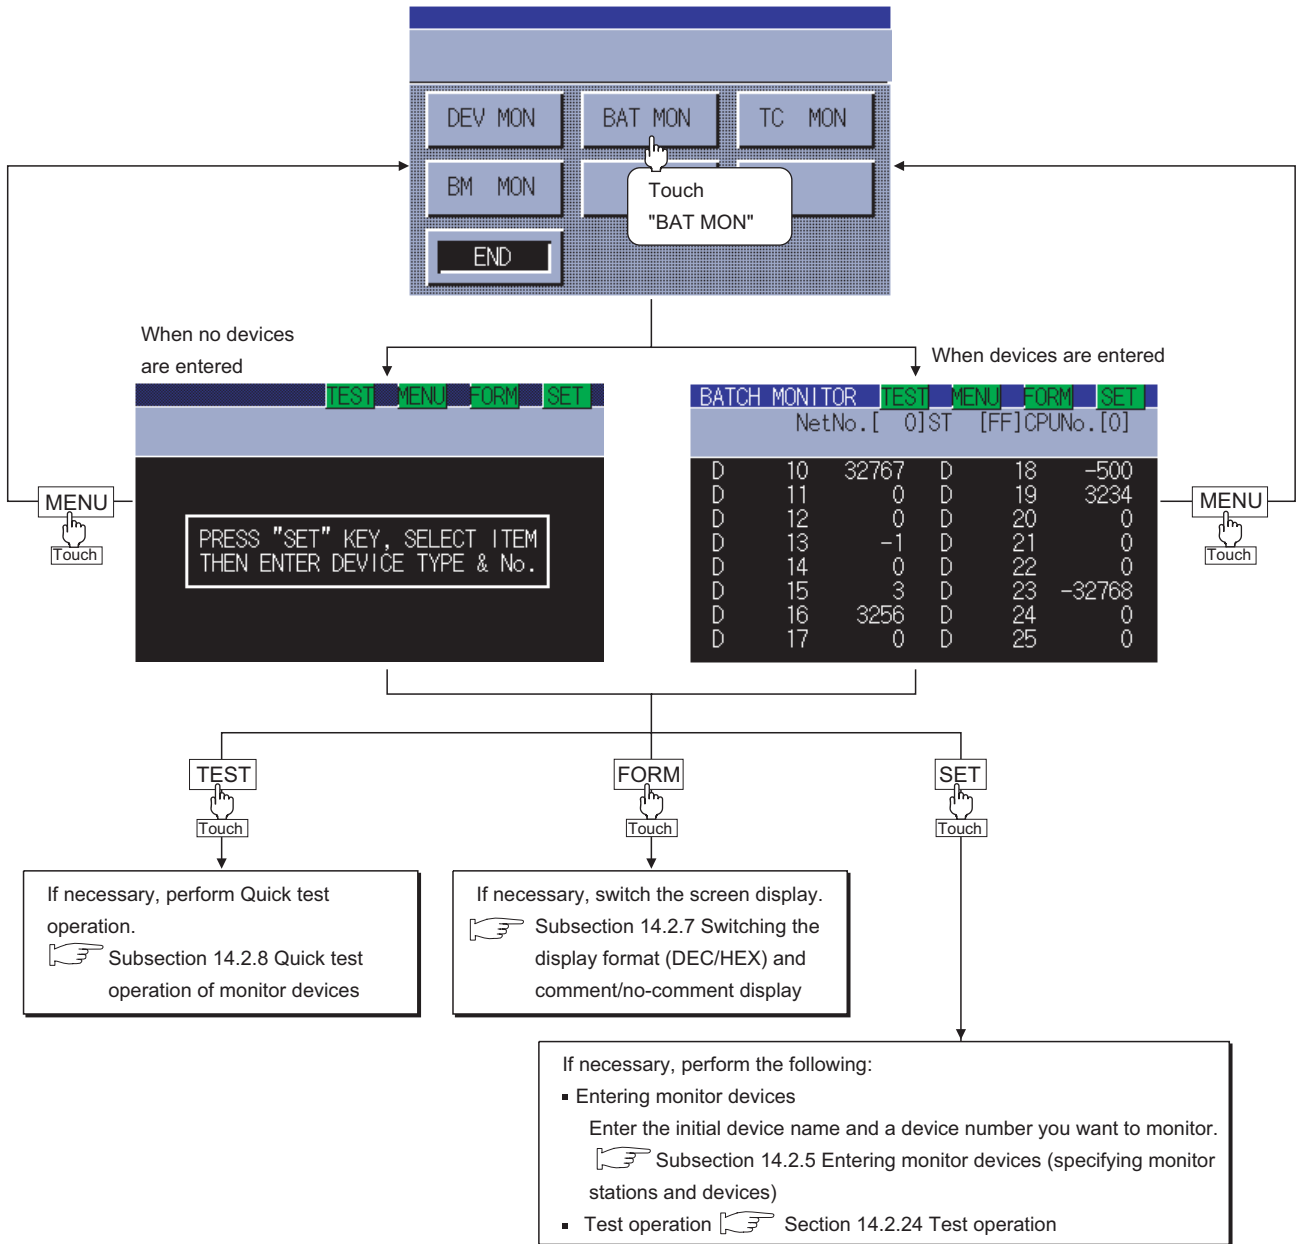 DEV MON
BAT MON
TC MON
BM MON
Touch
"BAT MON"
END
When no devices
are entered
When devices are entered
TEST MENU FORM SET
PRESS "SET" KEY, SELECT ITEM
THEN ENTER DEVICE TYPE & No.
BATCH MONITOR TEST MENU FORM SET
NetNo.[ 0]ST [FF]CPUNo.[0]
D 10 32767 D 18 -500
D 11 0 D 19 3234
D 12 0 D 20 0
D 13 -1 D 21 0
D 14 0 D 22 0
D 15 3 D 23 -32768
D 16 3256 D 24 0
D 17 0 D 25 0
MENU
Touch
MENU
Touch
TEST
Touch
FORM
Touch
SET
Touch
If necessary, perform Quick test
operation.
Subsection 14.2.8 Quick test
operation of monitor devices
If necessary, switch the screen display.
Subsection 14.2.7 Switching the
display format (DEC/HEX) and
comment/no-comment display
If necessary, perform the following:
▪ Entering monitor devices
Enter the initial device name and a device number you want to monitor.
Subsection 14.2.5 Entering monitor devices (specifying monitor
stations and devices)
▪ Test operation Section 14.2.24 Test operation